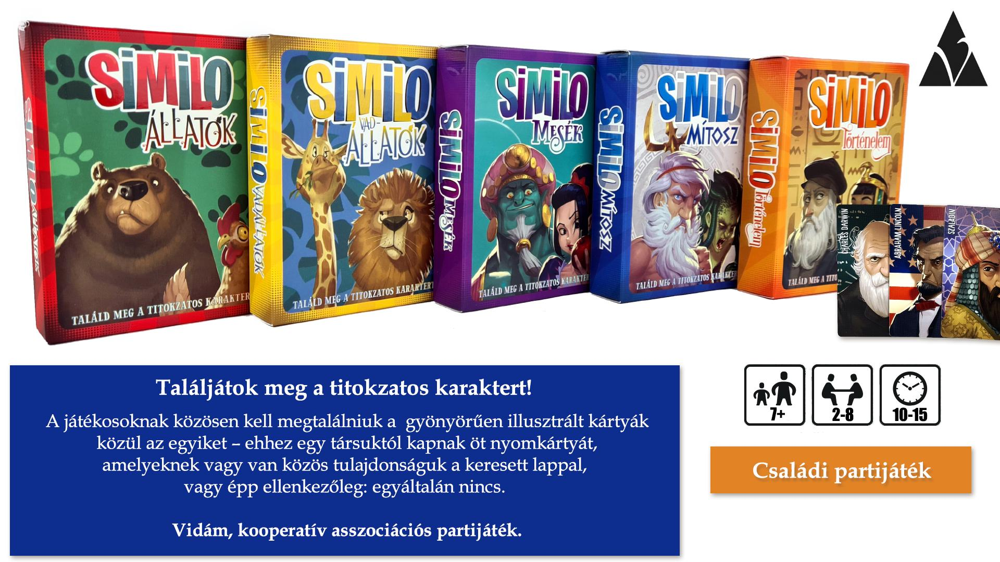 SiMiLO
ÁLLATOK
TALÁLD MEG A TITOKZATOS KARAKTER
SiMiLO ÁLLATOK
SiMiLO
VAD-
ÁLLATOK
TALÁLD MEG A TITOKZATOS KARAKTERT
SiMiLO VADÁLLATOK
SiMiLO
MESÉK
TALÁLD MEG A TITOKZATOS KARAKTER
SiMiLO MESÉK
SiMiLO
MÍTOSZ
TALÁLD MEG A TITOKZATOS KARAKTER
SiMiLO MÍTOSZ
SiMiLO
Történelem
TALÁLD MEG A TITO
SiMiLO Történelem
CHARLES DARWIN
ABRAHAM LINCOLN
SZALADIN
Találjátok meg a titokzatos karaktert!
A játékosoknak közösen kell megtalálniuk a gyönyörűen illusztrált kártyák
közül az egyiket – ehhez egy társuktól kapnak öt nyomkártyát,
amelyeknek vagy van közös tulajdonságuk a keresett lappal,
vagy épp ellenkezőleg: egyáltalán nincs.
Vidám, kooperatív asszociációs partijáték.
7+
2-8
10-15
Családi partijáték